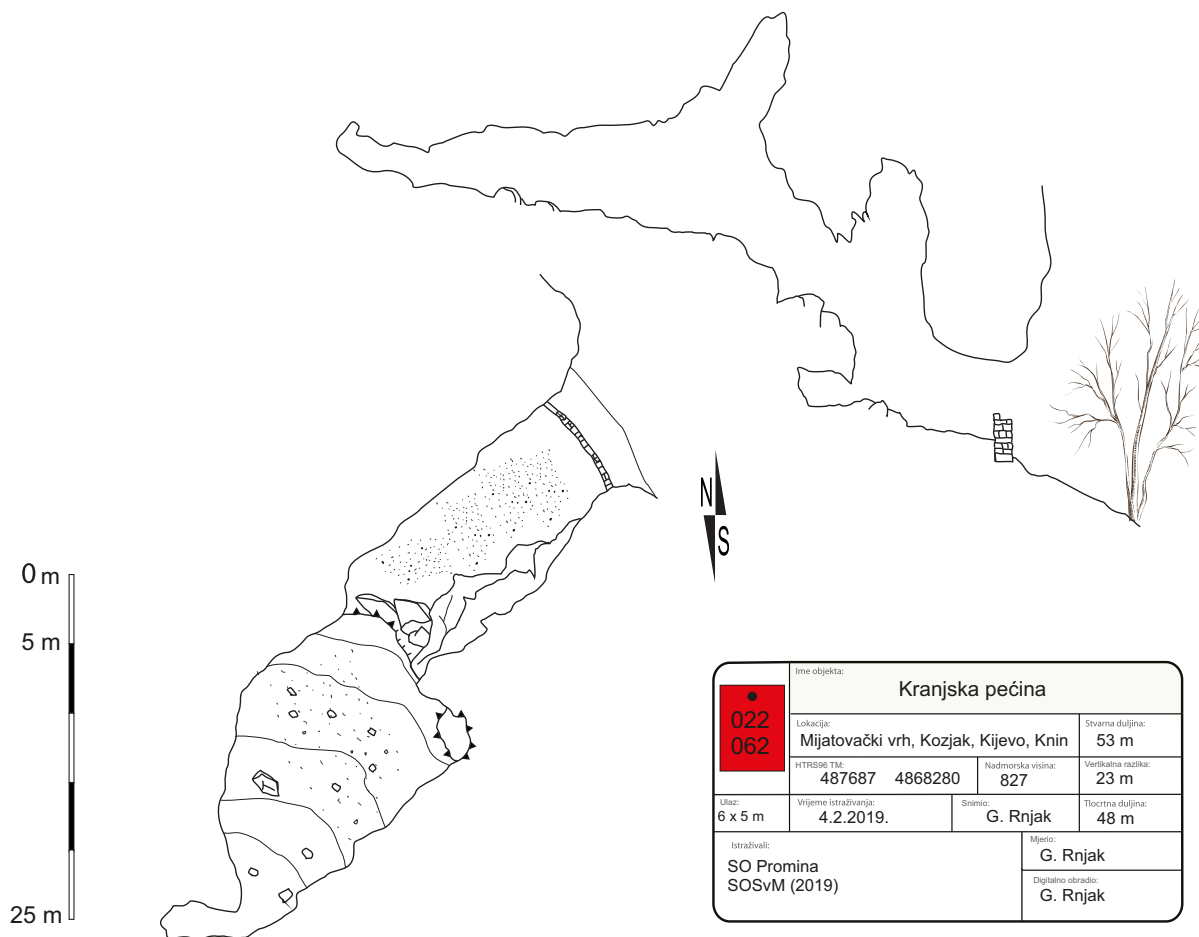 N
S
0 m
5 m
25 m
022
062
Ime objekta:
Kranjska pećina
Lokacija:
Mijatovački vrh, Kozjak, Kijevo, Knin
Stvarna duljina:
53 m
HTRS96 TM:
487687 4868280
Nadmorska visina:
827
Vertikalna razlika:
23 m
Ulaz:
6 x 5 m
Vrijeme istraživanja:
4.2.2019.
Snimio:
G. Rnjak
Tlocrtna duljina:
48 m
Istraživali:
SO Promina
SOSvM (2019)
Mjerio:
G. Rnjak
Digitalno obradio:
G. Rnjak